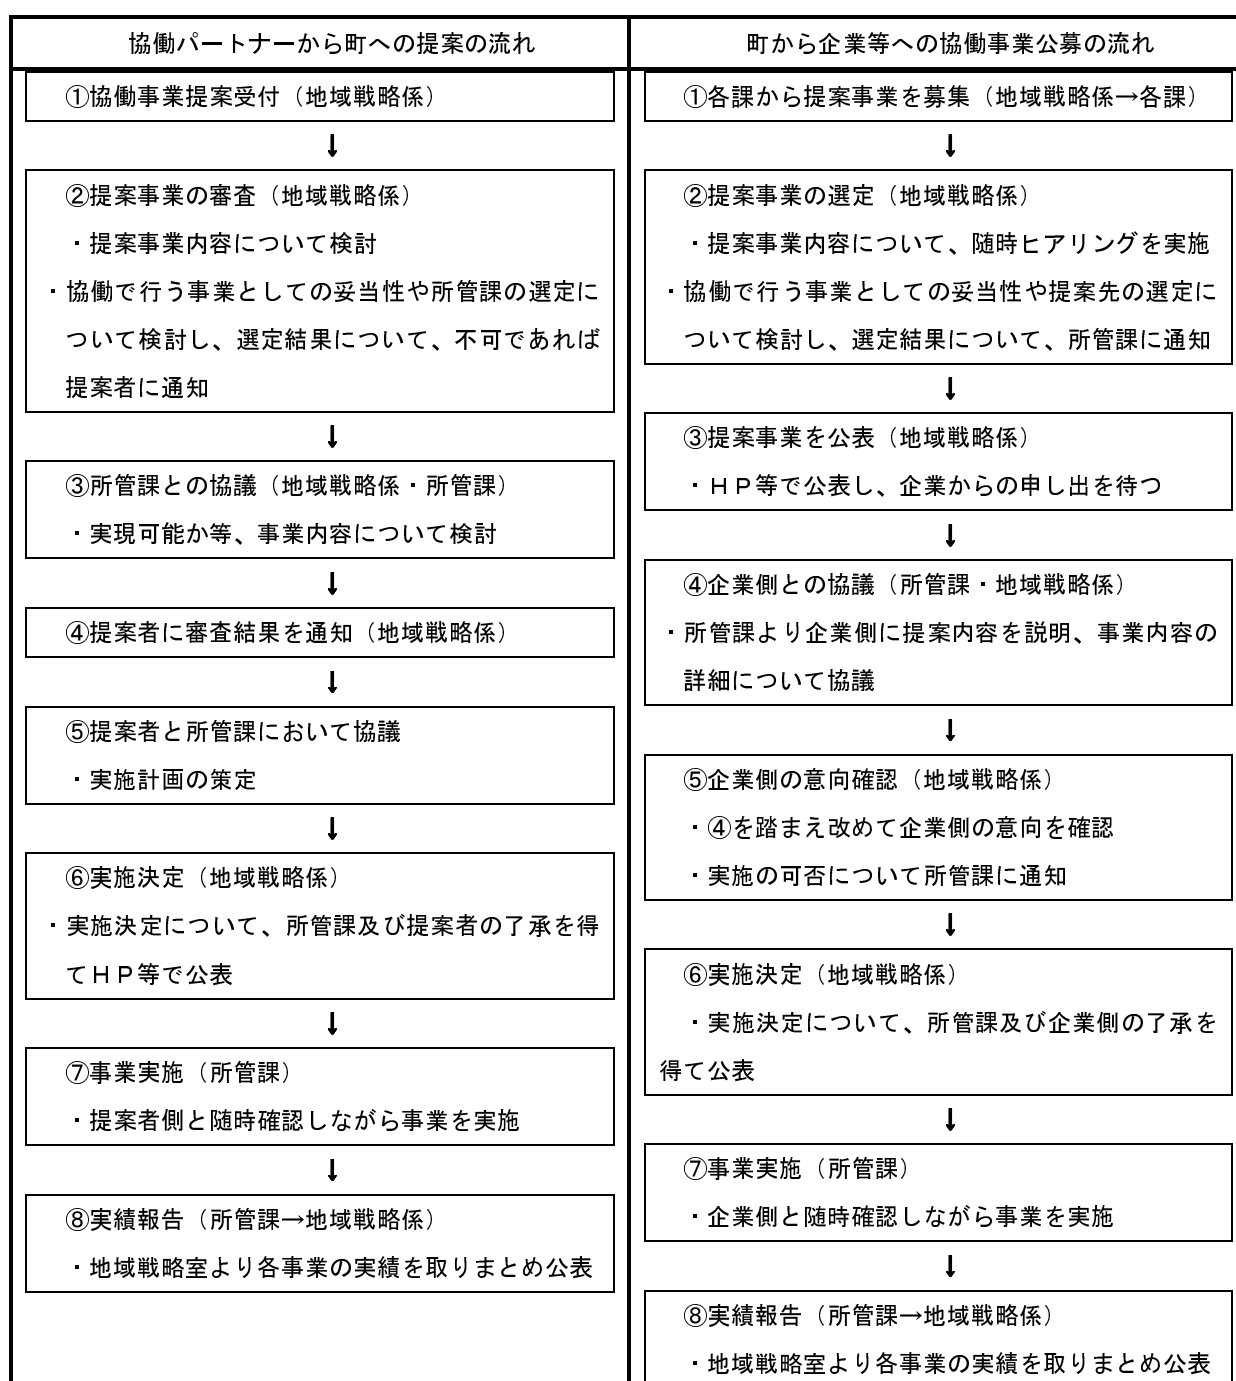 協働パートナーから町への提案の流れ
①協働事業提案受付（地域戦略係）
↓
②提案事業の審査（地域戦略係）
・提案事業内容について検討
・協働で行う事業としての妥当性や所管課の選定に
ついて検討し、選定結果について、不可であれば
提案者に通知
↓
③所管課との協議（地域戦略係・所管課）
・実現可能か等、事業内容について検討
↓
④提案者に審査結果を通知（地域戦略係）
↓
⑤提案者と所管課において協議
・実施計画の策定
↓
⑥実施決定（地域戦略係）
・実施決定について、所管課及び提案者の了承を得
てＨＰ等で公表
↓
⑦事業実施（所管課）
・提案者側と随時確認しながら事業を実施
↓
⑧実績報告（所管課→地域戦略係）
・地域戦略室より各事業の実績を取りまとめ公表
町から企業等への協働事業公募の流れ
①各課から提案事業を募集（地域戦略係→各課）
↓
②提案事業の選定（地域戦略係）
・提案事業内容について、随時ヒアリングを実施
・協働で行う事業としての妥当性や提案先の選定に
ついて検討し、選定結果について、所管課に通知
↓
③提案事業を公表（地域戦略係）
・ＨＰ等で公表し、企業からの申し出を待つ
↓
④企業側との協議（所管課・地域戦略係）
・所管課より企業側に提案内容を説明、事業内容の
詳細について協議
↓
⑤企業側の意向確認（地域戦略係）
・④を踏まえ改めて企業側の意向を確認
・実施の可否について所管課に通知
↓
⑥実施決定（地域戦略係）
・実施決定について、所管課及び企業側の了承を
得て公表
↓
⑦事業実施（所管課）
・企業側と随時確認しながら事業を実施
↓
⑧実績報告（所管課→地域戦略係）
・地域戦略室より各事業の実績を取りまとめ公表